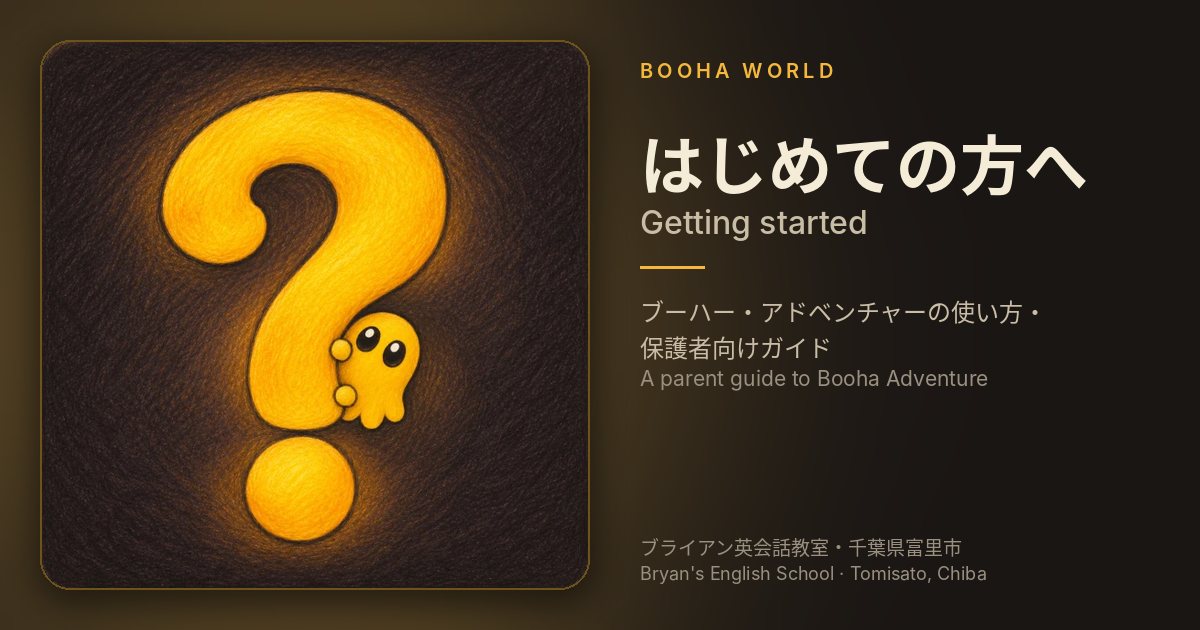 BOOHA WORLD
はじめての方へ
Getting started
ブーハー・アドベンチャーの使い方・
保護者向けガイド
A parent guide to Booha Adventure
ブライアン英会話教室・千葉県富里市
Bryan's English School · Tomisato, Chiba